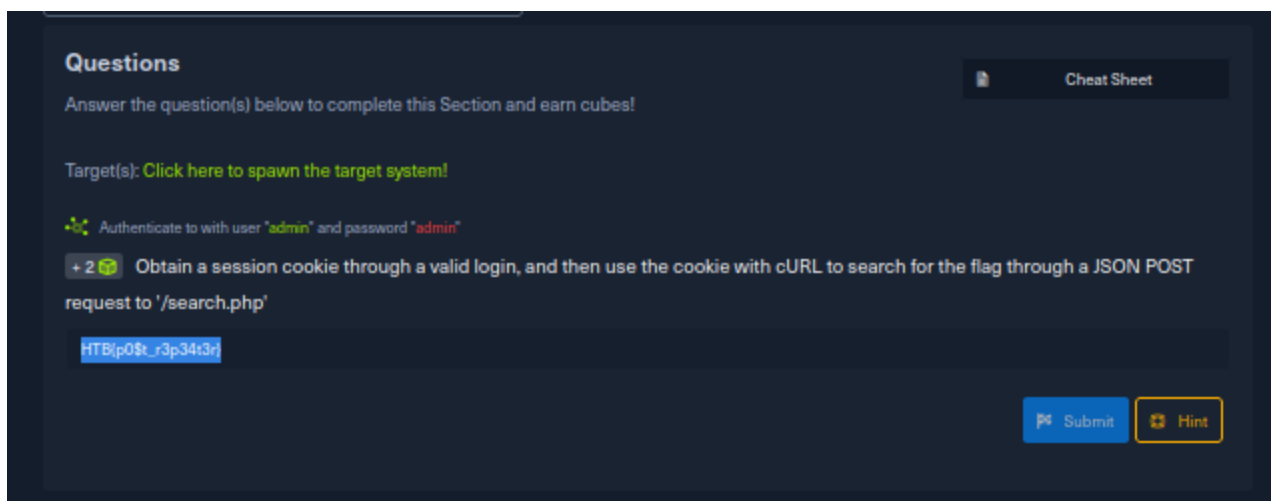 Questions
Cheat Sheet
Answer the question(s) below to complete this Section and earn cubes!
Target(s): Click here to spawn the target system!
Authenticate to with user "admin" and password "admin"
+ 2 Obtain a session cookie through a valid login, and then use the cookie with cURL to search for the flag through a JSON POST
request to '/search.php'
HTB{p0$t_r3p34t3r}
Submit
Hint